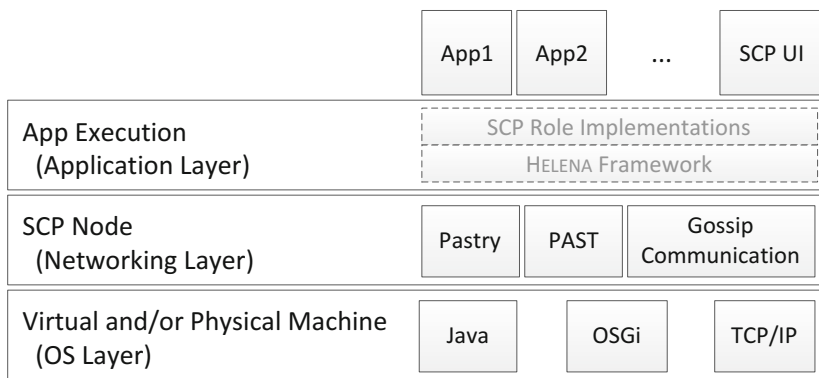 App1 App2 ... SCP UI
App Execution
(Application Layer)
SCP Role Implementations
HELENA Framework
SCP Node
(Networking Layer)
Pastry PAST Gossip
Communication
Virtual and/or Physical Machine
(OS Layer)
Java OSGi TCP/IP